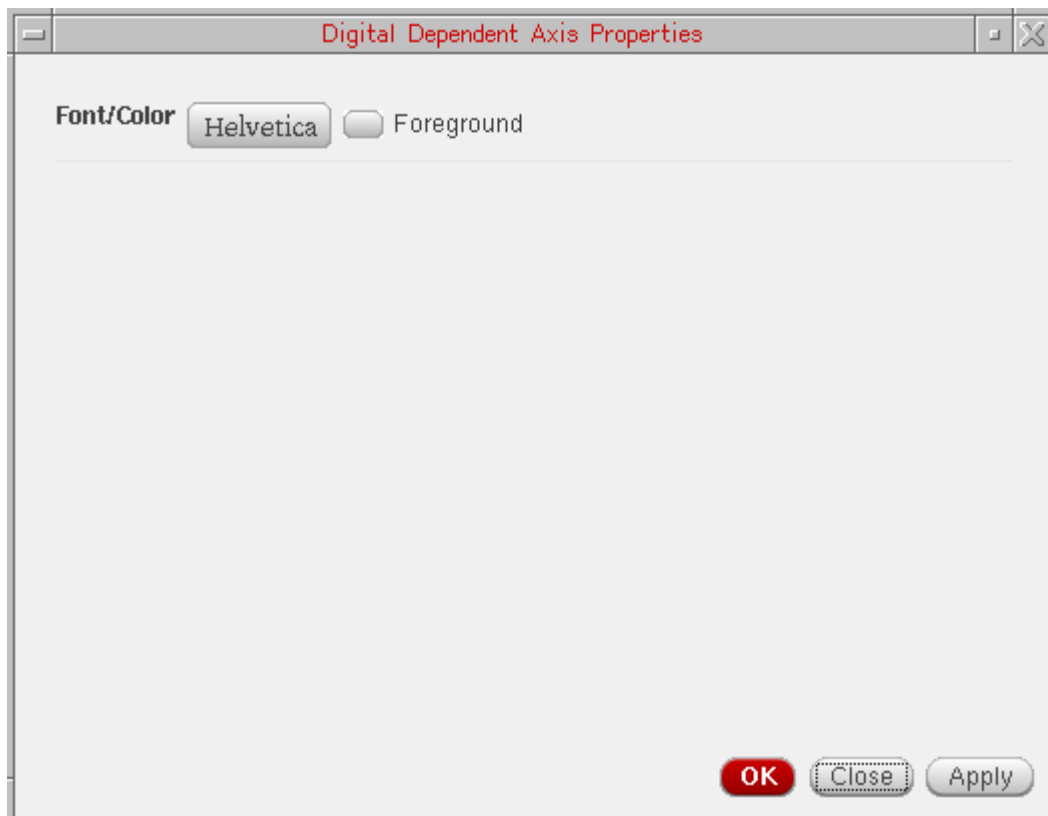 Digital Dependent Axis Properties
Font/Color Helvetica Foreground
OK Close Apply